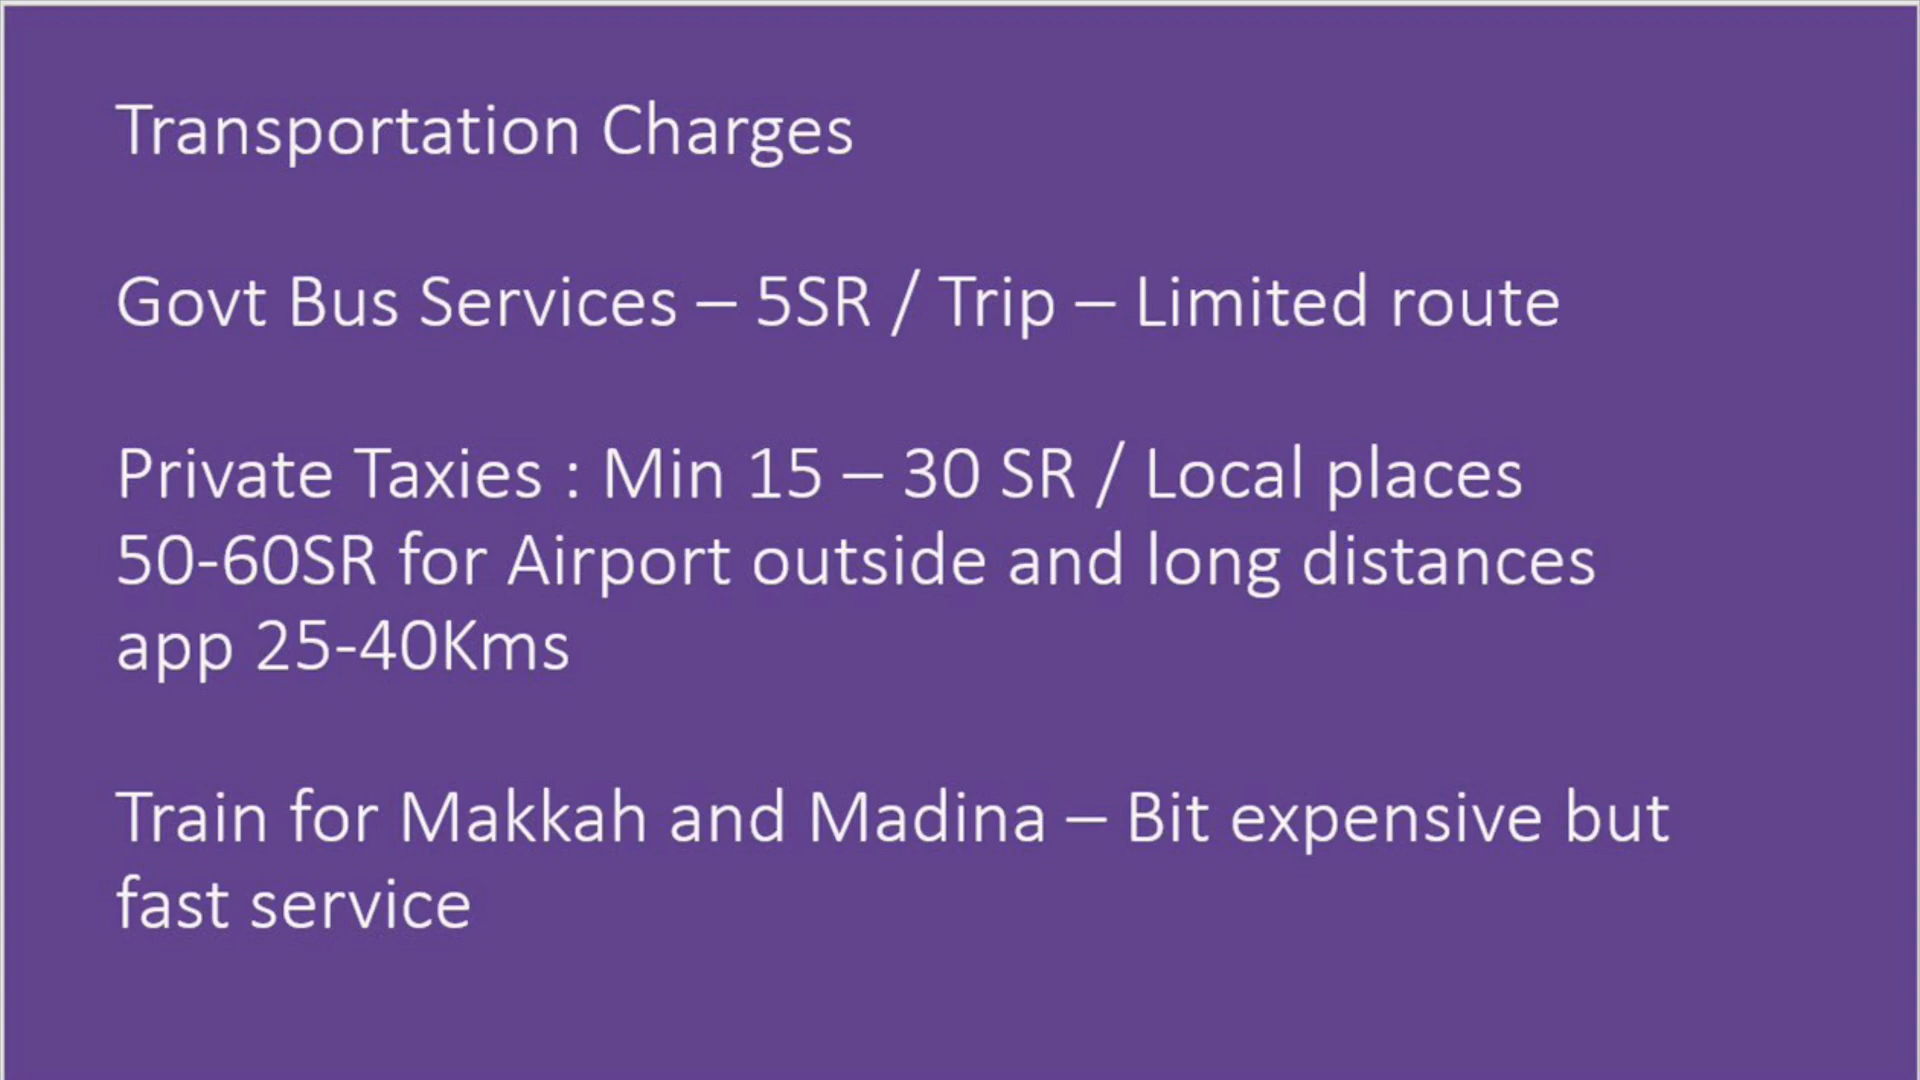 Transportation Charges
Govt Bus Services – 5SR / Trip – Limited route
Private Taxies : Min 15 – 30 SR / Local places
50-60SR for Airport outside and long distances
app 25-40Kms
Train for Makkah and Madina – Bit expensive but
fast service